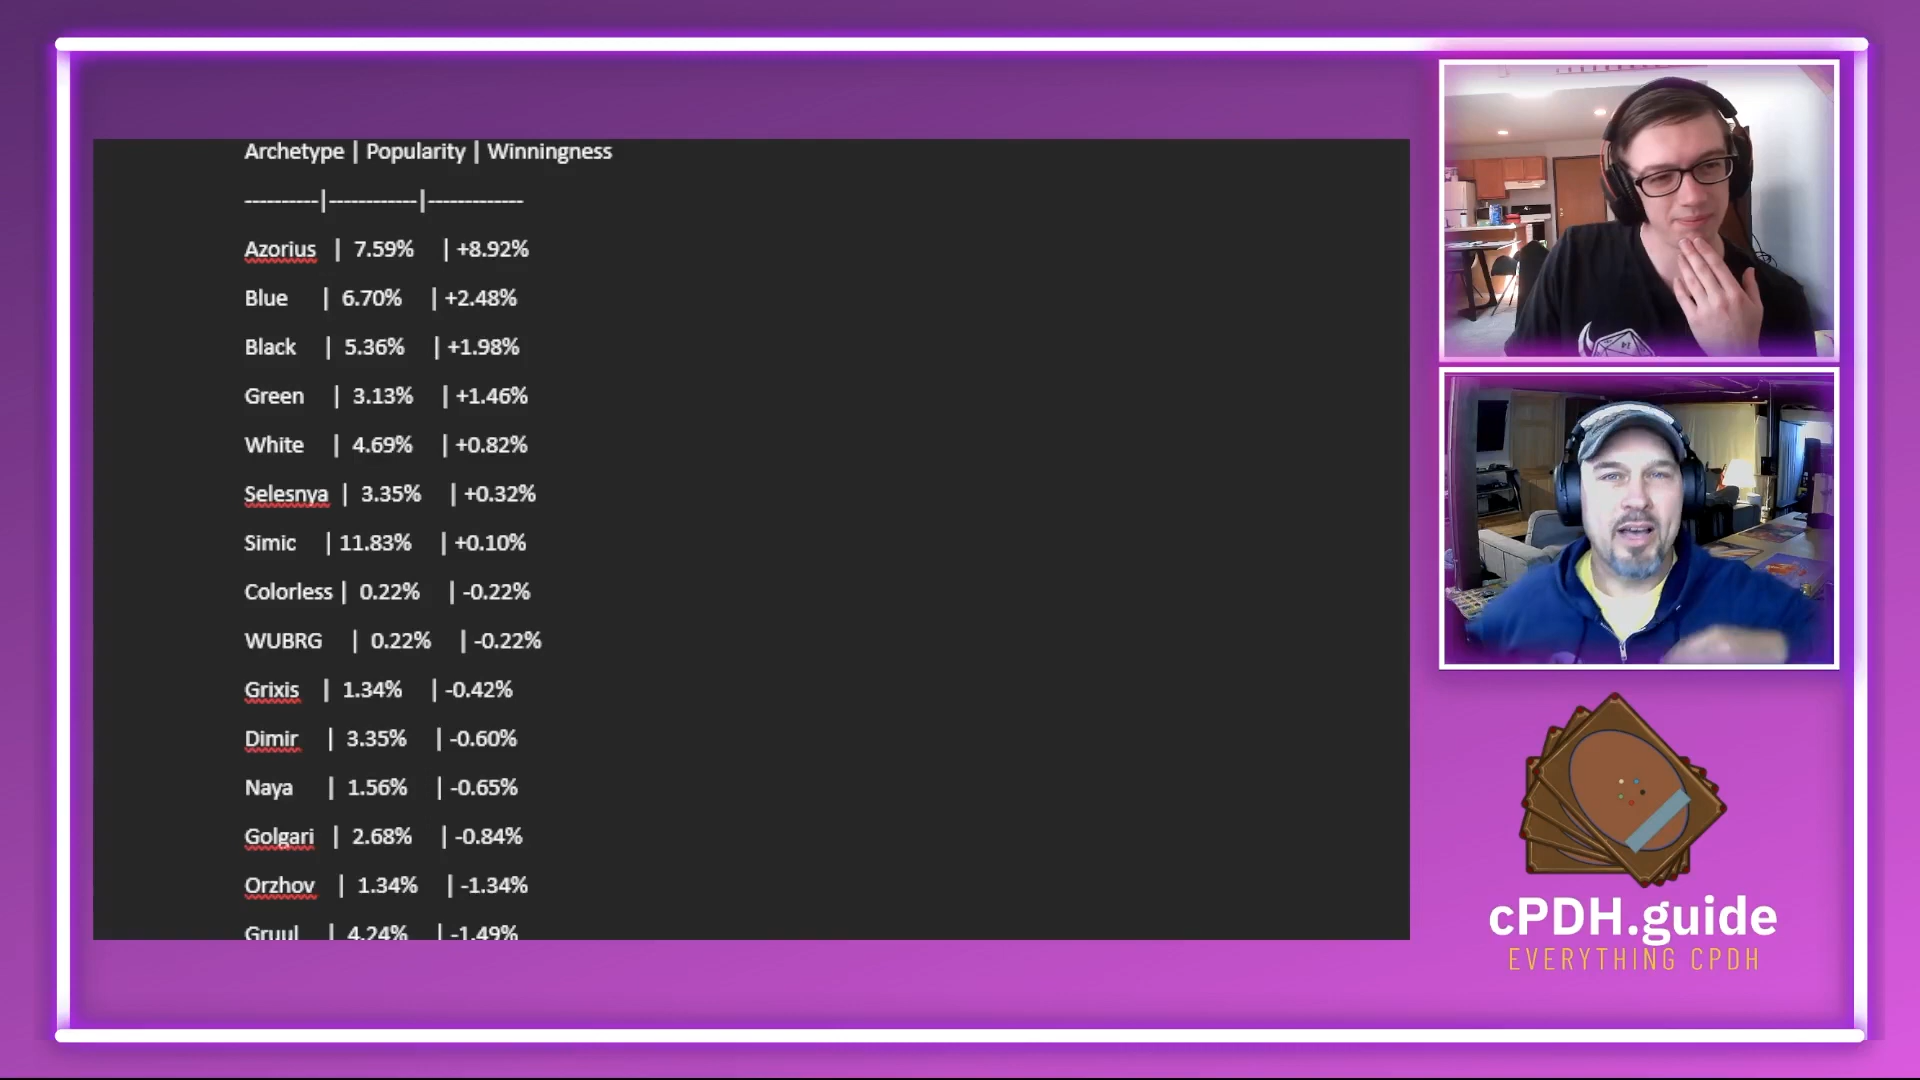 Archetype | Popularity | Winningness
----------|------------|-------------
Azorius | 7.59% | +8.92%
Blue | 6.70% | +2.48%
Black | 5.36% | +1.98%
Green | 3.13% | +1.46%
White | 4.69% | +0.82%
Selesnya | 3.35% | +0.32%
Simic | 11.83% | +0.10%
Colorless | 0.22% | -0.22%
WUBRG | 0.22% | -0.22%
Grixis | 1.34% | -0.42%
Dimir | 3.35% | -0.60%
Naya | 1.56% | -0.65%
Golgari | 2.68% | -0.84%
Orzhov | 1.34% | -1.34%
Gruul | 4.24% | -1.49%
cPDH.guide
EVERYTHING CPDH